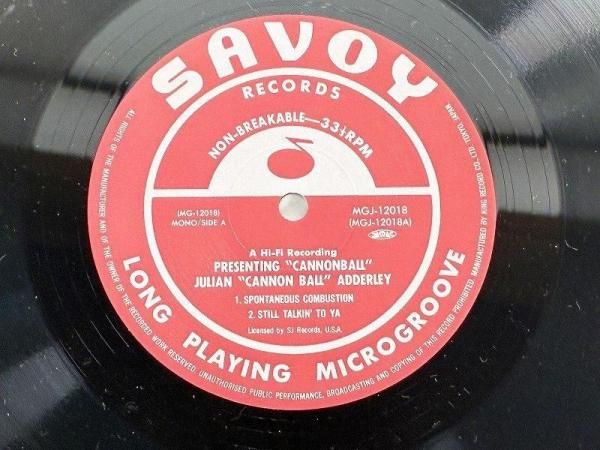 SAVOY
RECORDS
NON-BREAKABLE—33⅓RPM
(MG-12018)
MONO/SIDE A
MGJ-12018
(MGJ-12018A)
A Hi-Fi Recording
PRESENTING "CANNONBALL"
JULIAN "CANNON BALL" ADDERLEY
1. SPONTANEOUS COMBUSTION
2. STILL TALKIN' TO YA
Licensed by SJ Records, U.S.A.
LONG PLAYING MICROGROOVE
ALL RIGHTS OF THE MANUFACTURER AND OF THE OWNER OF THE RECORDED WORK RESERVED. UNAUTHORISED PUBLIC PERFORMANCE, BROADCASTING AND COPYING OF THIS RECORD PROHIBITED. MANUFACTURED BY KING RECORD CO., LTD. TOKYO, JAPAN